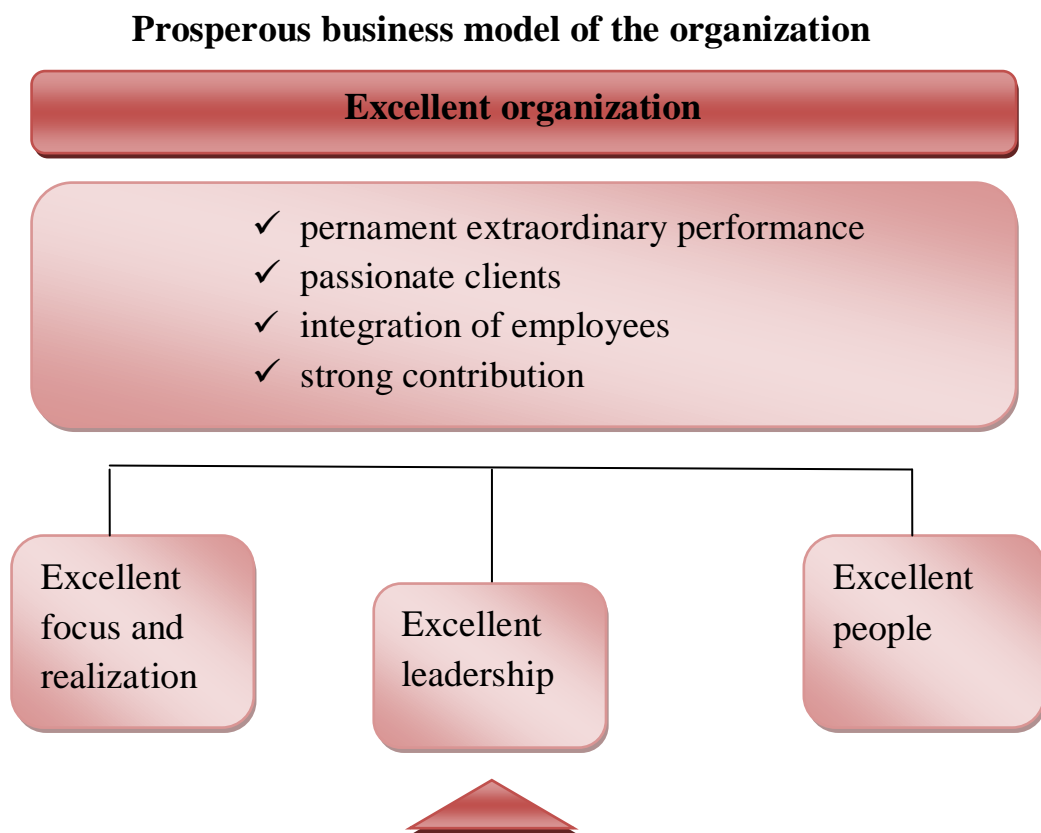 Prosperous business model of the organization
Excellent organization
✓ pernament extraordinary performance
✓ passionate clients
✓ integration of employees
✓ strong contribution
Excellent
focus and
realization
Excellent
leadership
Excellent
people